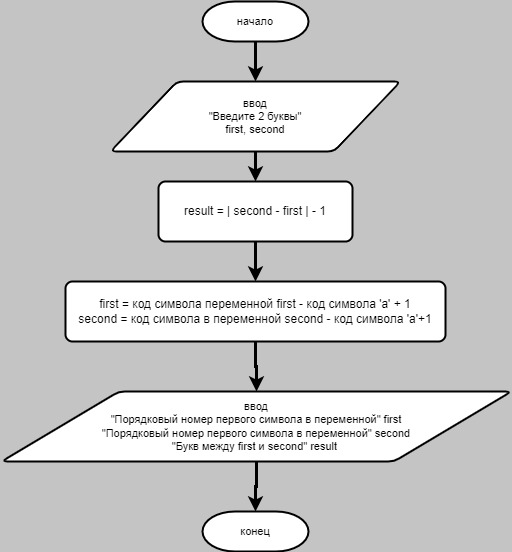 начало
ввод
"Введите 2 буквы"
first, second
result = | second - first | - 1
first = код символа переменной first - код символа 'a' + 1
second = код символа в переменной second - код символа 'a'+1
ввод
"Порядковый номер первого символа в переменной" first
"Порядковый номер первого символа в переменной" second
"Букв между first и second" result
конец